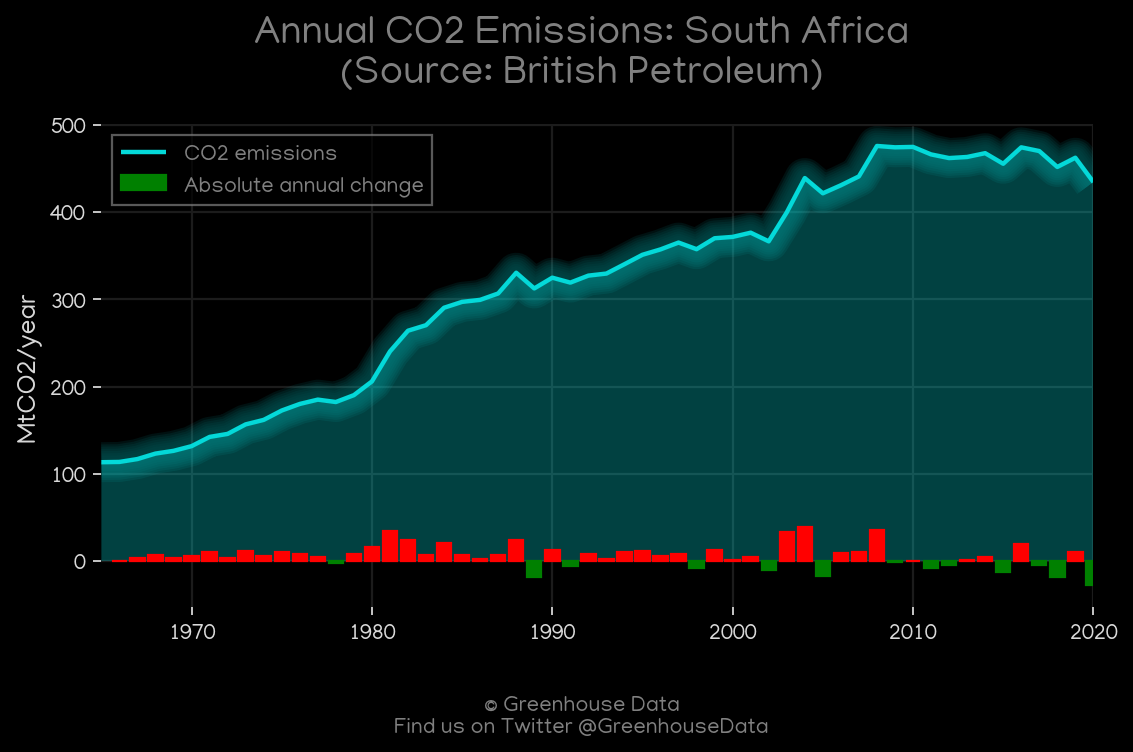 Annual CO2 Emissions: South Africa
(Source: British Petroleum)
CO2 emissions
Absolute annual change
MtCO2/year
500
400
300
200
100
0
1970 1980 1990 2000 2010 2020
© Greenhouse Data
Find us on Twitter @GreenhouseData